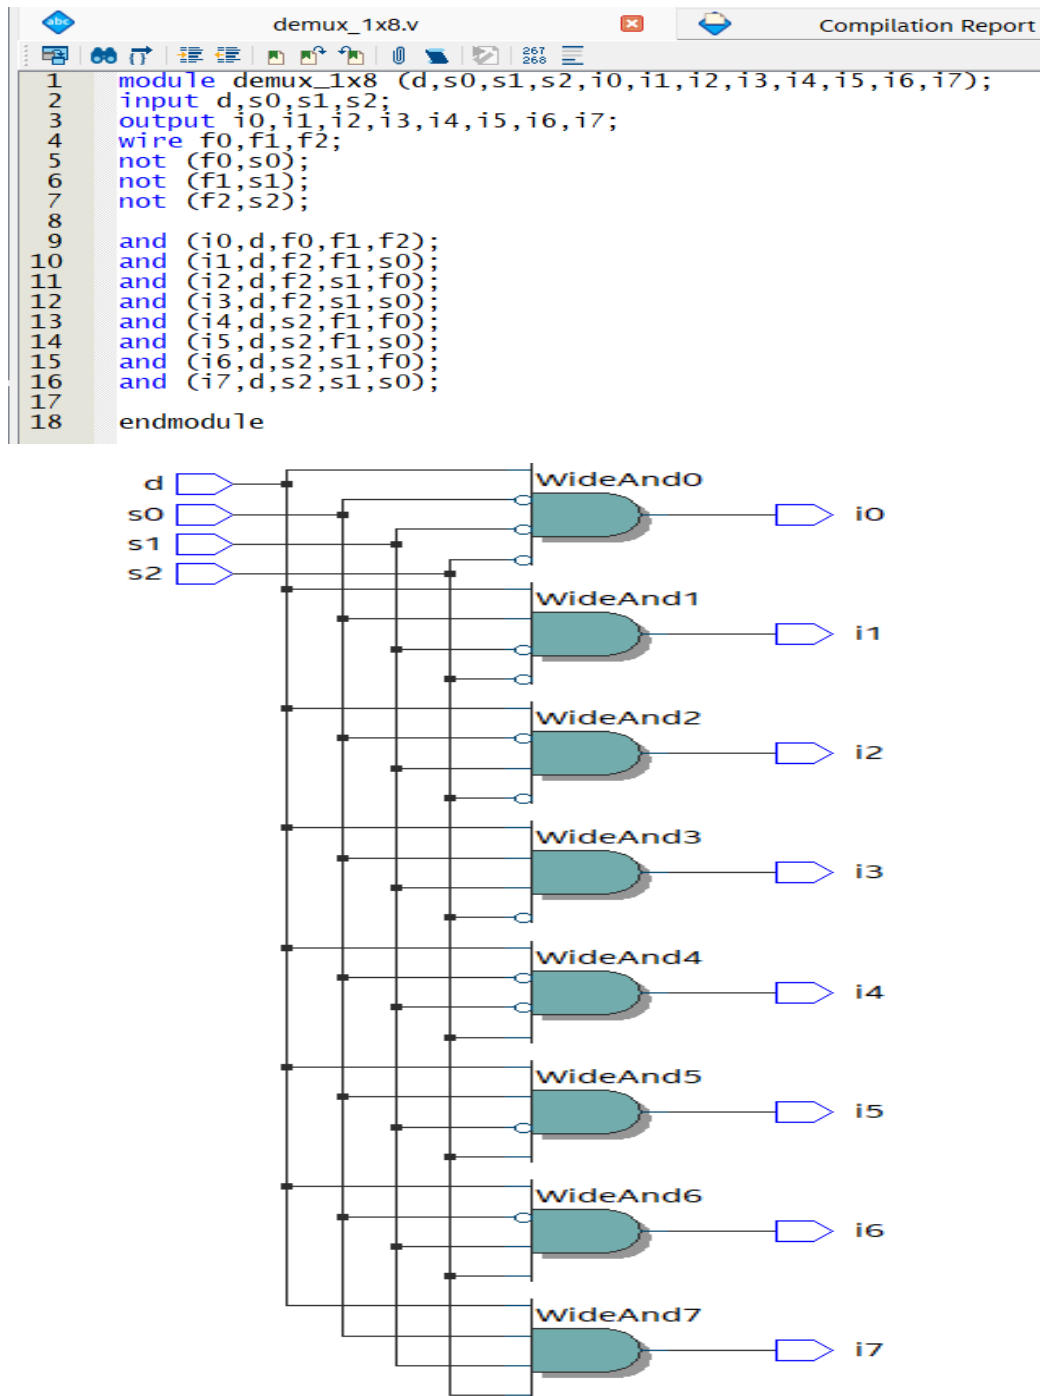 abc demux_1x8.v Compilation Report
267
268
1 module demux_1x8 (d,s0,s1,s2,i0,i1,i2,i3,i4,i5,i6,i7);
2 input d,s0,s1,s2;
3 output i0,i1,i2,i3,i4,i5,i6,i7;
4 wire f0,f1,f2;
5 not (f0,s0);
6 not (f1,s1);
7 not (f2,s2);
8
9 and (i0,d,f0,f1,f2);
10 and (i1,d,f2,f1,s0);
11 and (i2,d,f2,s1,f0);
12 and (i3,d,f2,s1,s0);
13 and (i4,d,s2,f1,f0);
14 and (i5,d,s2,f1,s0);
15 and (i6,d,s2,s1,f0);
16 and (i7,d,s2,s1,s0);
17
18 endmodule
d
s0
s1
s2
WideAnd0
i0
WideAnd1
i1
WideAnd2
i2
WideAnd3
i3
WideAnd4
i4
WideAnd5
i5
WideAnd6
i6
WideAnd7
i7